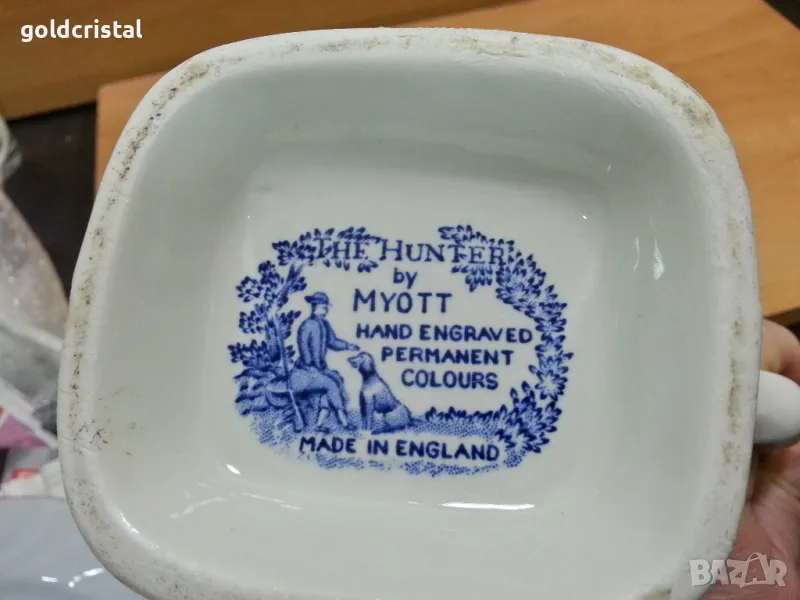 goldcristal
THE HUNTER
by
MYOTT
HAND ENGRAVED
PERMANENT
COLOURS
MADE IN ENGLAND
BAZAR